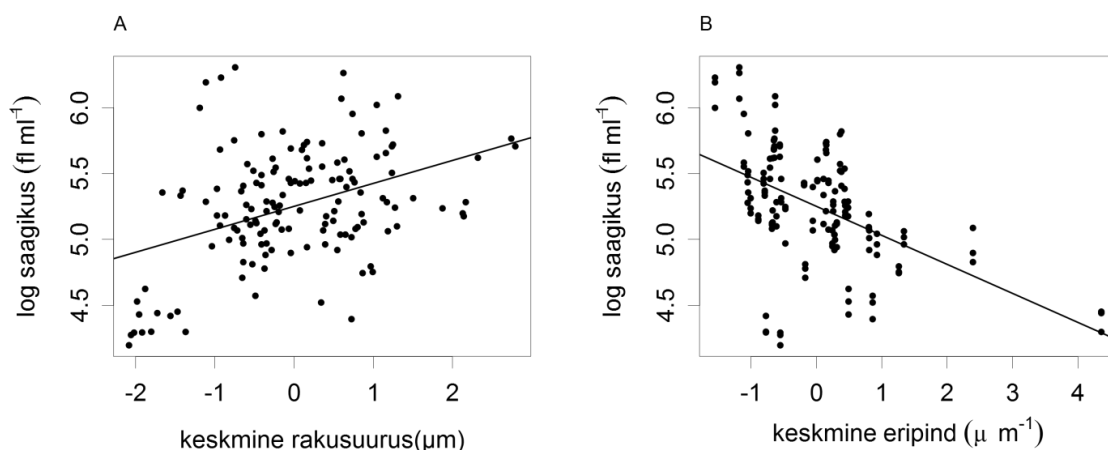 A
log saagikus (fl ml⁻¹)
6.0
5.5
5.0
4.5
-2 -1 0 1 2
keskmine rakusuurus(μm)
B
log saagikus (fl ml⁻¹)
6.0
5.5
5.0
4.5
-1 0 1 2 3 4
keskmine eripind (μ m⁻¹)